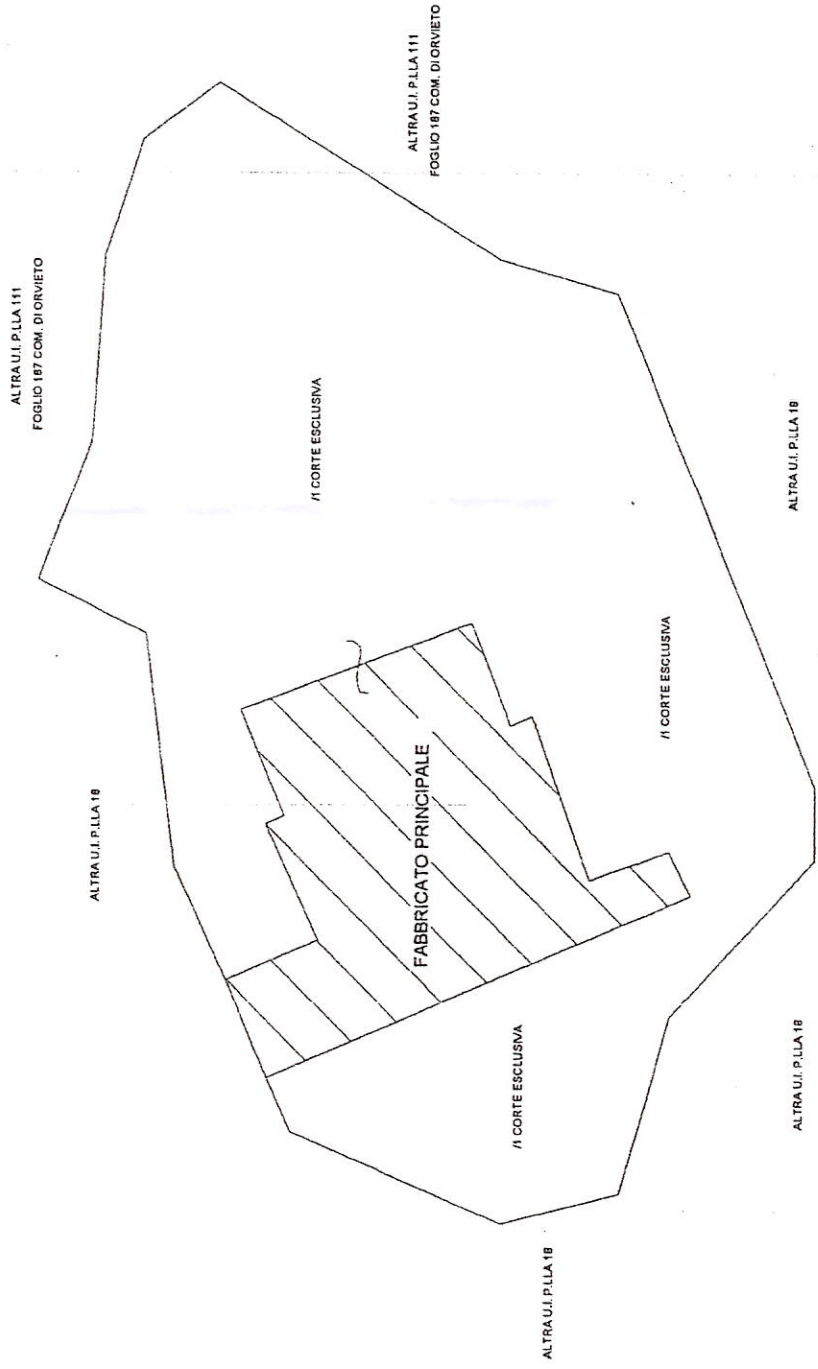 ALTRA U.I. P.LLA 111
FOGLIO 187 COM. DI ORVIETO
ALTRA U.I. P.LLA 18
/1 CORTE ESCLUSIVA
FABBRICATO PRINCIPALE
ALTRA U.I. P.LLA 111
FOGLIO 187 COM. DI ORVIETO
/1 CORTE ESCLUSIVA
ALTRA U.I. P.LLA 18
/1 CORTE ESCLUSIVA
ALTRA U.I. P.LLA 18
ALTRA U.I. P.LLA 18